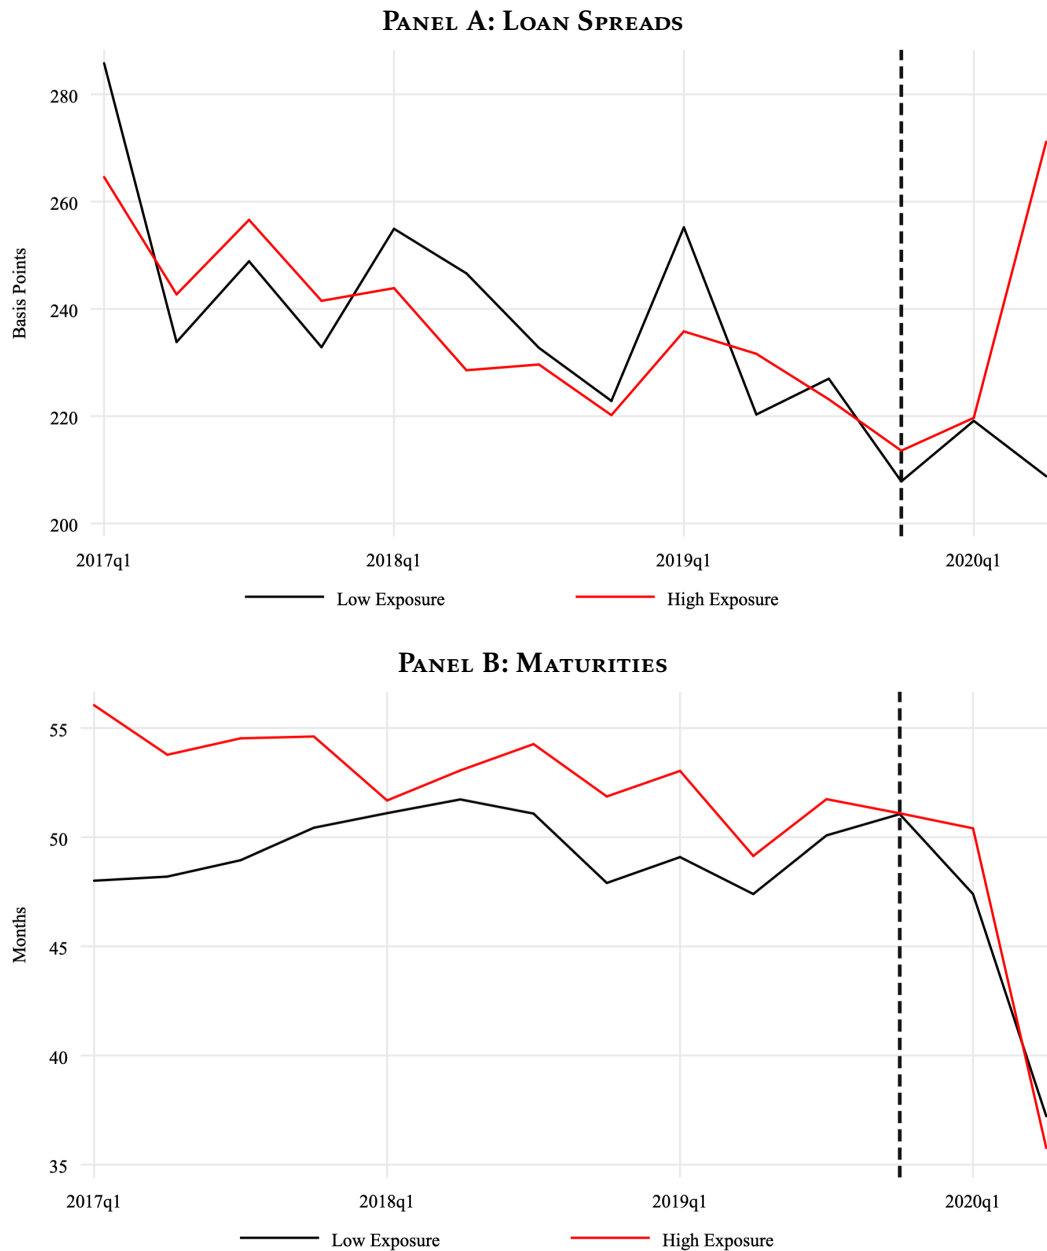 Panel A: Loan Spreads
280
260
240
220
200
Basis Points
2017q1 2018q1 2019q1 2020q1
Low Exposure High Exposure
Panel B: Maturities
55
50
45
40
35
Months
2017q1 2018q1 2019q1 2020q1
Low Exposure High Exposure